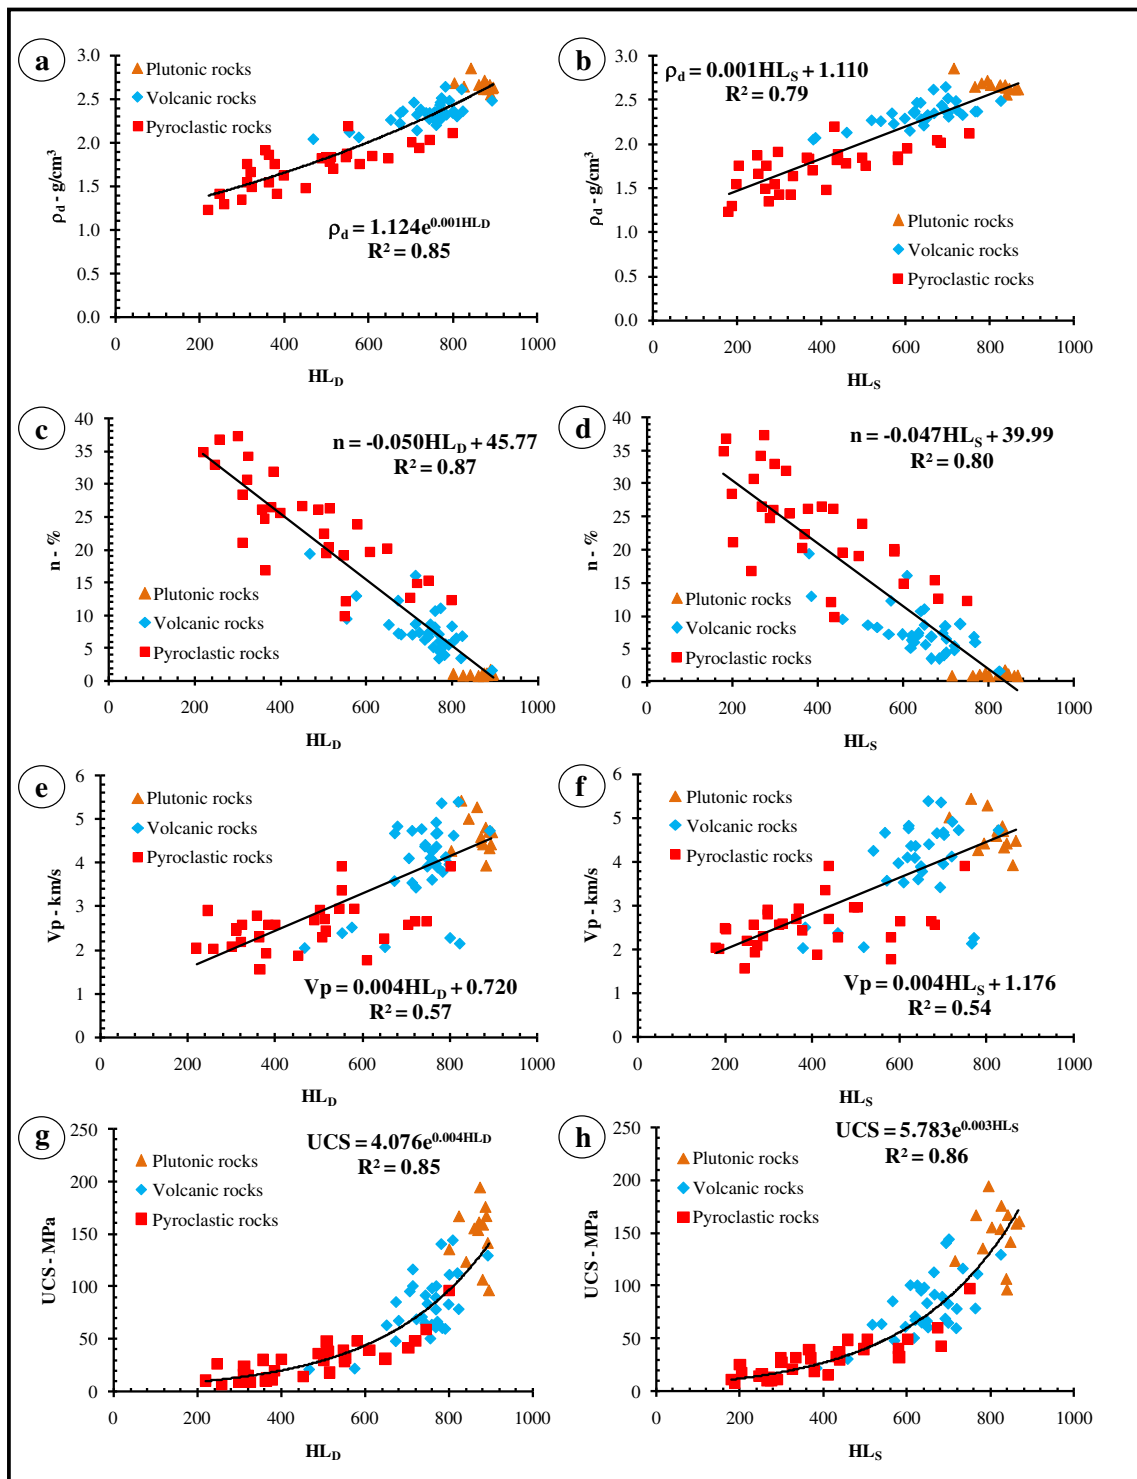 a
Plutonic rocks
Volcanic rocks
Pyroclastic rocks
ρd = 1.124e0.001HLD
R2 = 0.85
3.0
2.5
2.0
1.5
1.0
0.5
0.0
0 200 400 600 800 1000
ρd - g/cm3
HLD
b
ρd = 0.001HLS + 1.110
R2 = 0.79
Plutonic rocks
Volcanic rocks
Pyroclastic rocks
3.0
2.5
2.0
1.5
1.0
0.5
0.0
0 200 400 600 800 1000
ρd - g/cm3
HLS
c
n = -0.050HLD + 45.77
R2 = 0.87
Plutonic rocks
Volcanic rocks
Pyroclastic rocks
40
35
30
25
20
15
10
5
0
0 200 400 600 800 1000
n - %
HLD
d
n = -0.047HLS + 39.99
R2 = 0.80
Plutonic rocks
Volcanic rocks
Pyroclastic rocks
40
35
30
25
20
15
10
5
0
0 200 400 600 800 1000
n - %
HLS
e
Plutonic rocks
Volcanic rocks
Pyroclastic rocks
Vp = 0.004HLD + 0.720
R2 = 0.57
6
5
4
3
2
1
0
0 200 400 600 800 1000
Vp - km/s
HLD
f
Plutonic rocks
Volcanic rocks
Pyroclastic rocks
Vp = 0.004HLS + 1.176
R2 = 0.54
6
5
4
3
2
1
0
0 200 400 600 800 1000
Vp - km/s
HLS
g
UCS = 4.076e0.004HLD
R2 = 0.85
Plutonic rocks
Volcanic rocks
Pyroclastic rocks
250
200
150
100
50
0
0 200 400 600 800 1000
UCS - MPa
HLD
h
UCS = 5.783e0.003HLS
R2 = 0.86
Plutonic rocks
Volcanic rocks
Pyroclastic rocks
250
200
150
100
50
0
0 200 400 600 800 1000
UCS - MPa
HLS